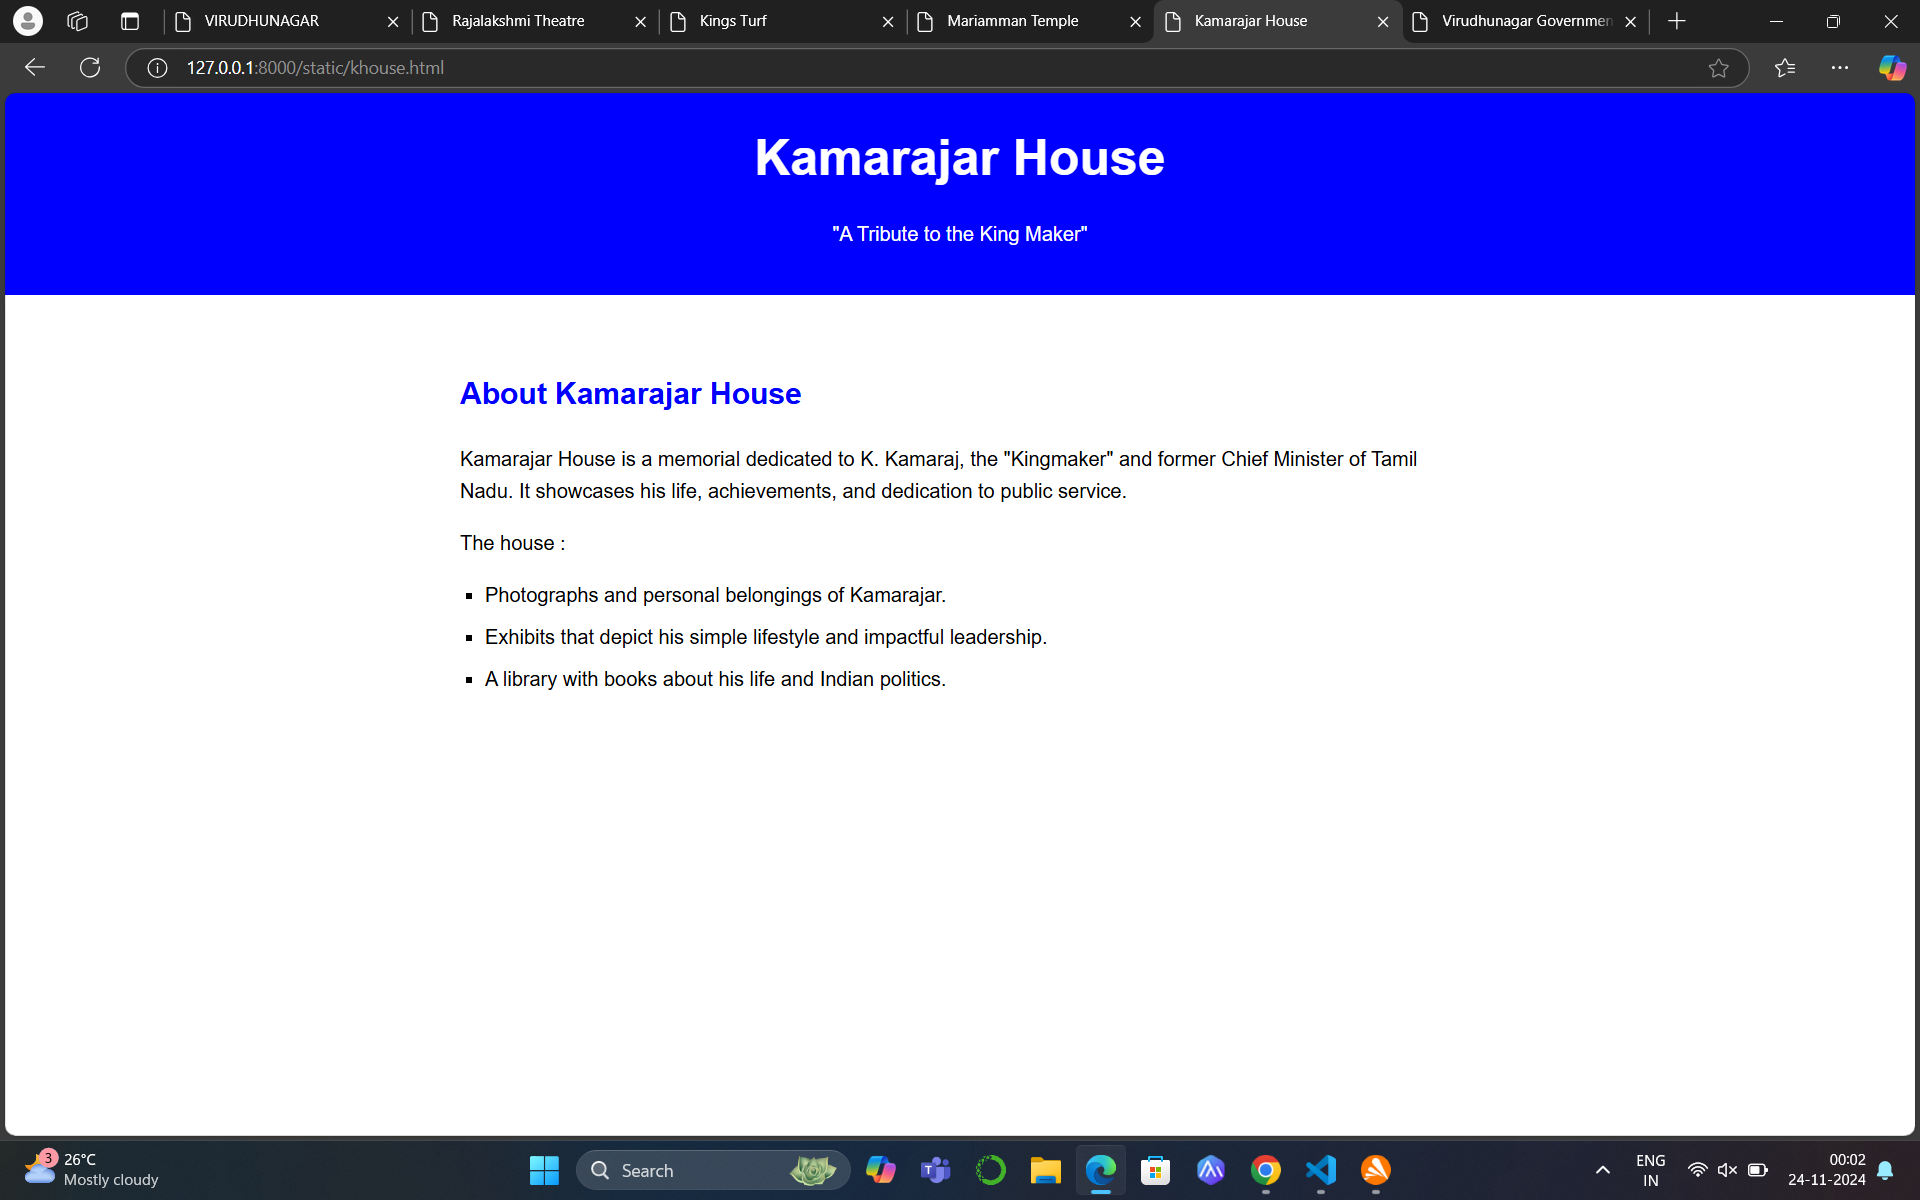 VIRUDHUNAGAR
Rajalakshmi Theatre
Kings Turf
Mariamman Temple
Kamarajar House
Virudhunagar Governmen
127.0.0.1:8000/static/khouse.html
Kamarajar House
"A Tribute to the King Maker"
About Kamarajar House
Kamarajar House is a memorial dedicated to K. Kamaraj, the "Kingmaker" and former Chief Minister of Tamil
Nadu. It showcases his life, achievements, and dedication to public service.
The house :
Photographs and personal belongings of Kamarajar.
Exhibits that depict his simple lifestyle and impactful leadership.
A library with books about his life and Indian politics.
3
26°C
Mostly cloudy
Search
ENG
IN
00:02
24-11-2024